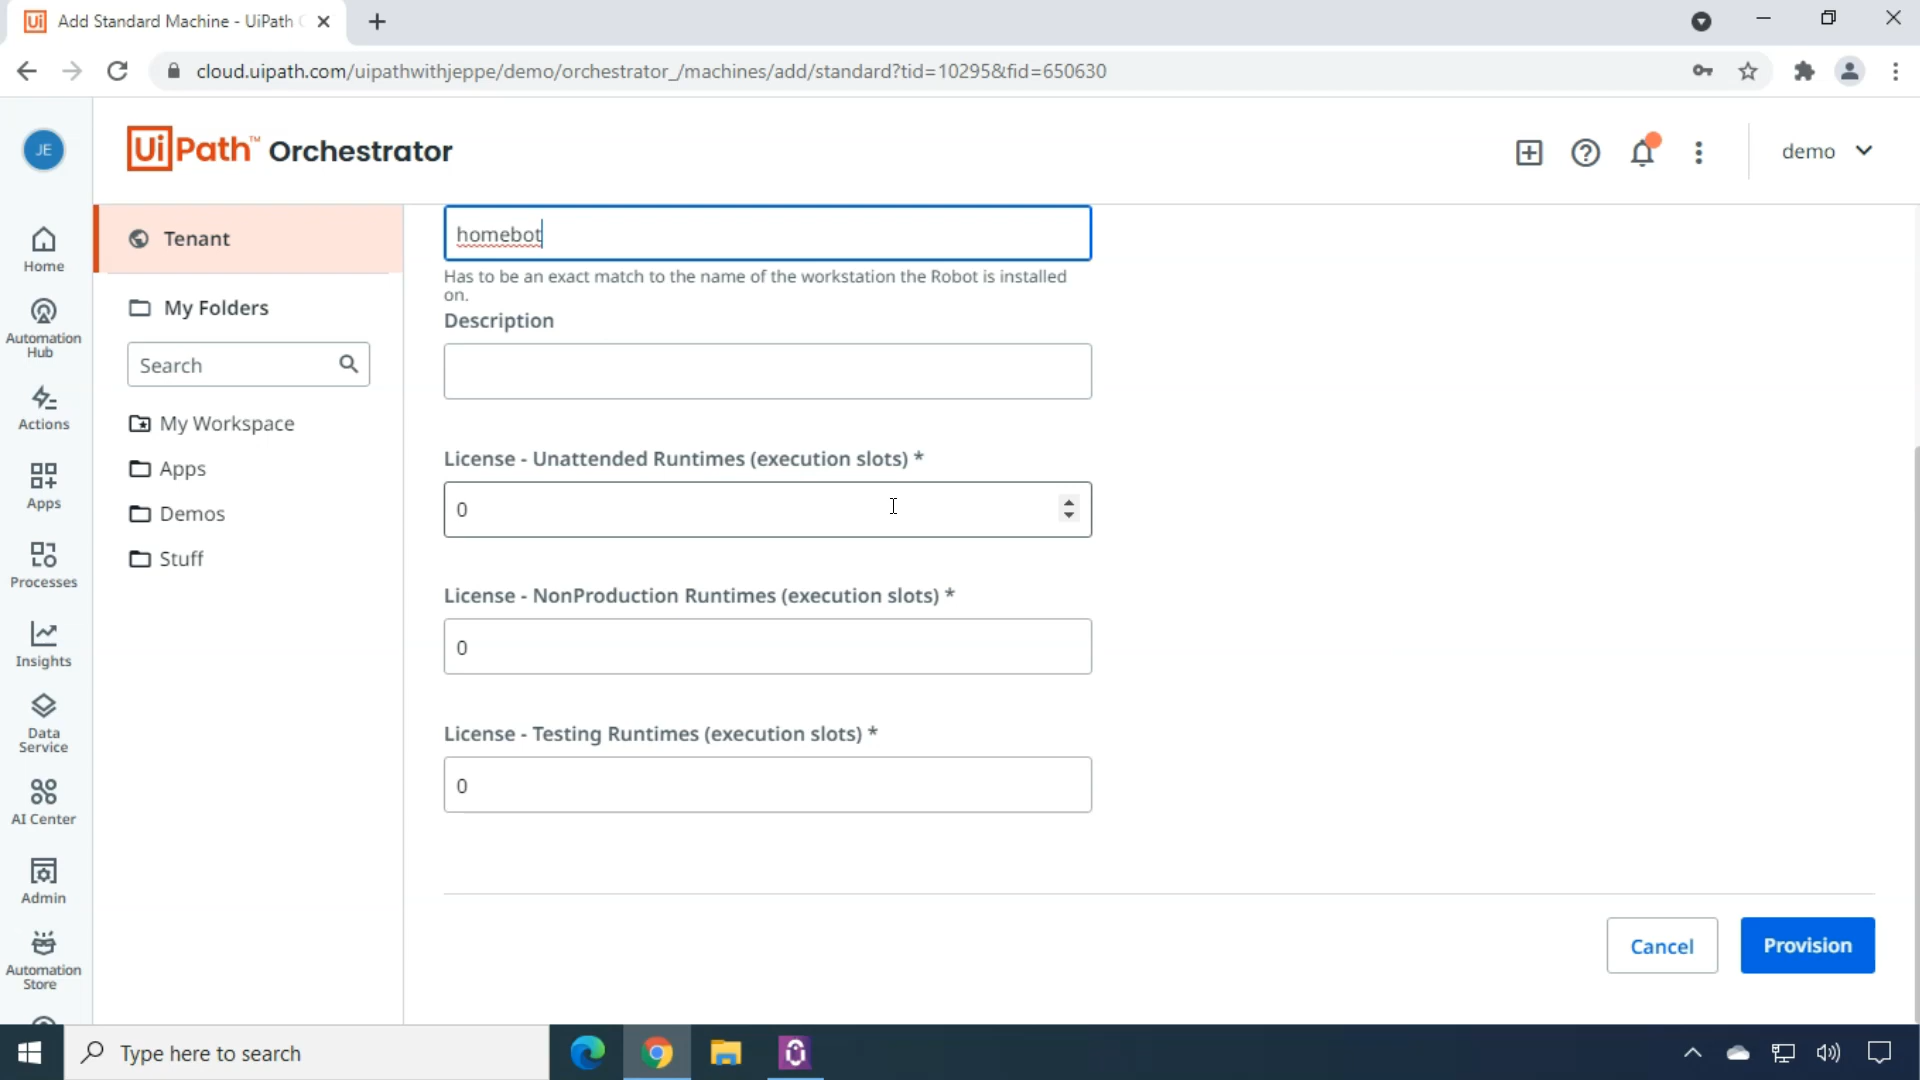 Add Standard Machine - UiPath
cloud.uipath.com/uipathwithjeppe/demo/orchestrator_/machines/add/standard?tid=10295&fid=650630
JE
UiPath™ Orchestrator
demo
Home
Automation
Hub
Actions
Apps
Processes
Insights
Data
Service
AI Center
Admin
Automation
Store
Tenant
My Folders
Search
My Workspace
Apps
Demos
Stuff
homebot
Has to be an exact match to the name of the workstation the Robot is installed
on.
Description
License - Unattended Runtimes (execution slots) *
0
License - NonProduction Runtimes (execution slots) *
0
License - Testing Runtimes (execution slots) *
0
Cancel
Provision
Type here to search